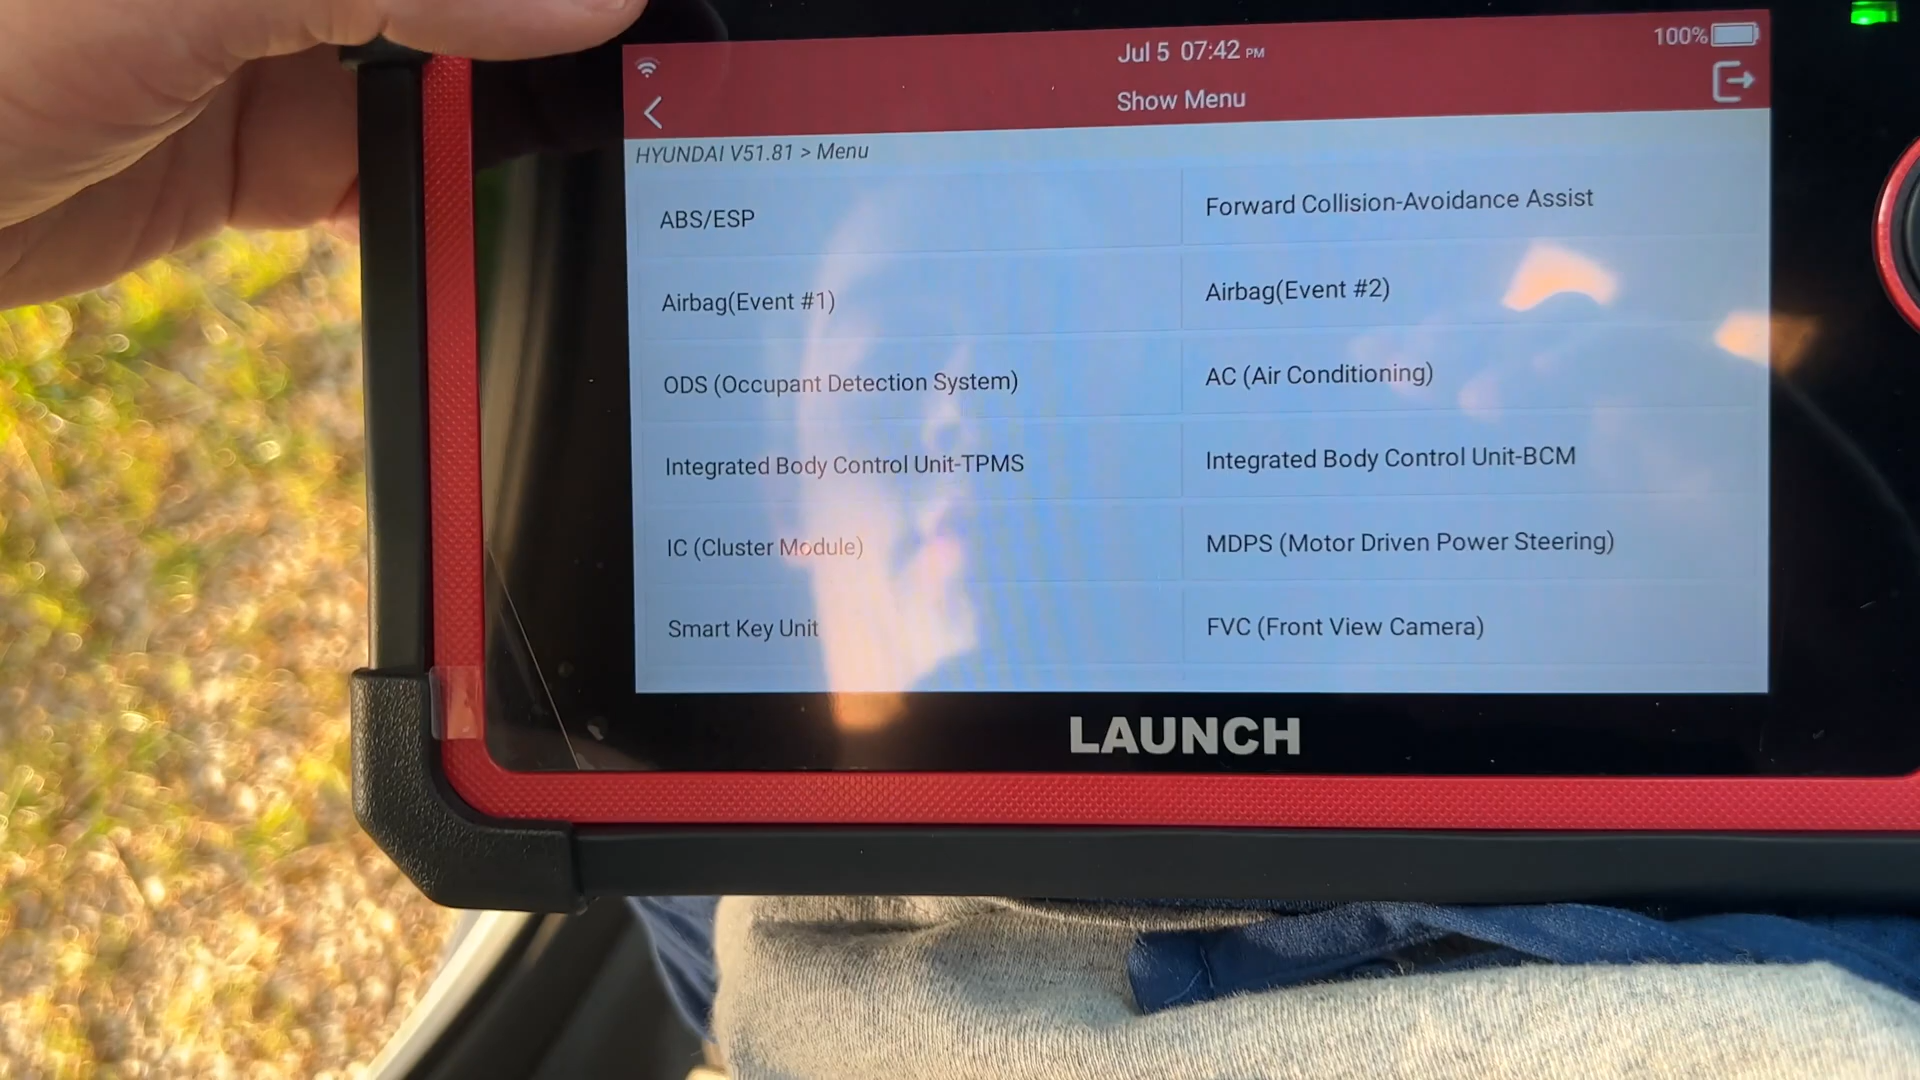 Jul 5 07:42 PM
100%
Show Menu
HYUNDAI V51.81 > Menu
ABS/ESP
Forward Collision-Avoidance Assist
Airbag(Event #1)
Airbag(Event #2)
ODS (Occupant Detection System)
AC (Air Conditioning)
Integrated Body Control Unit-TPMS
Integrated Body Control Unit-BCM
IC (Cluster Module)
MDPS (Motor Driven Power Steering)
Smart Key Unit
FVC (Front View Camera)
LAUNCH